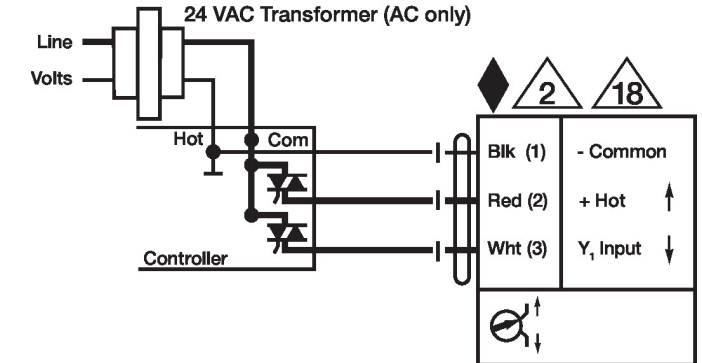 24 VAC Transformer (AC only)
Line
Volts
2
18
Hot
Com
Blk (1)
- Common
Red (2)
+ Hot
Wht (3)
Y₁ Input
Controller